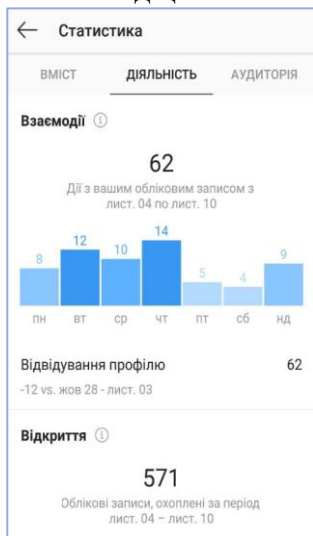 Статистика
ВМІСТ ДІЯЛЬНІСТЬ АУДИТОРІЯ
Взаємодії
62
Дії з вашим обліковим записом з
лист. 04 по лист. 10
8 12 10 14 5 4 9
пн вт ср чт пт сб нд
Відвідування профілю 62
-12 vs. жов 28 - лист. 03
Відкриття
571
Облікові записи, охоплені за період
лист. 04 – лист. 10